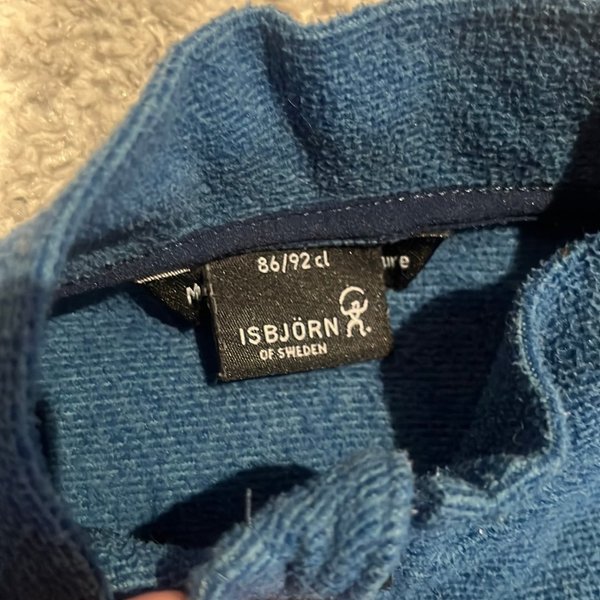 86/92 cl
ISBJÖRN
OF SWEDEN